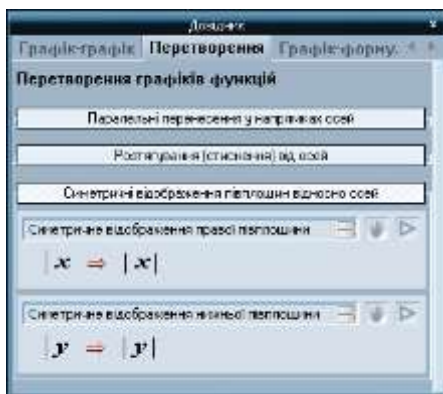 Довідник
Графік-графік Перетворення Графік-форму.
Перетворення графіків функцій
Паралельні перенесення у напрямках осей
Розтягування (стиснення) від осей
Симетричні відображення півплощин відносно осей
Симетричне відображення правої півплощини
x ⇒ |x|
Симетричне відображення нижньої півплощини
y ⇒ |y|